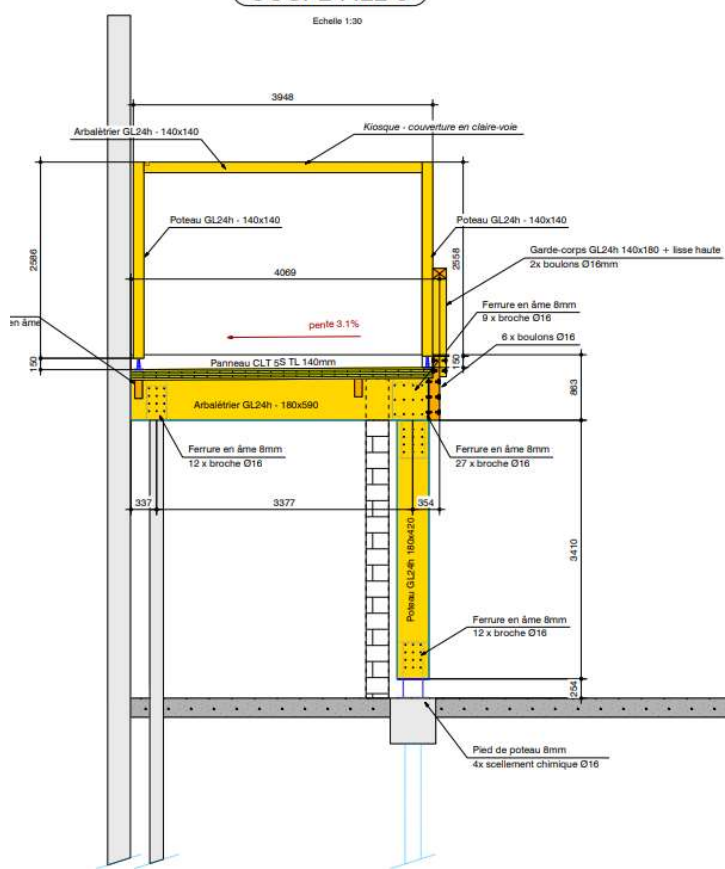 Echelle 1:30
3948
Arbalètrier GL24h - 140x140
Kiosque - couverture en claire-voie
Poteau GL24h - 140x140
Poteau GL24h - 140x140
2586
2558
Garde-corps GL24h 140x180 + lisse haute
2x boulons Ø16mm
4069
Ferrure en âme 8mm
9 x broche Ø16
pente 3.1%
en âme
6 x boulons Ø16
150
Panneau CLT 5S TL 140mm
150
863
Arbalétrier GL24h - 180x590
Ferrure en âme 8mm
12 x broche Ø16
Ferrure en âme 8mm
27 x broche Ø16
337
3377
354
Poteau GL24h 180x420
3410
Ferrure en âme 8mm
12 x broche Ø16
254
Pied de poteau 8mm
4x scellement chimique Ø16